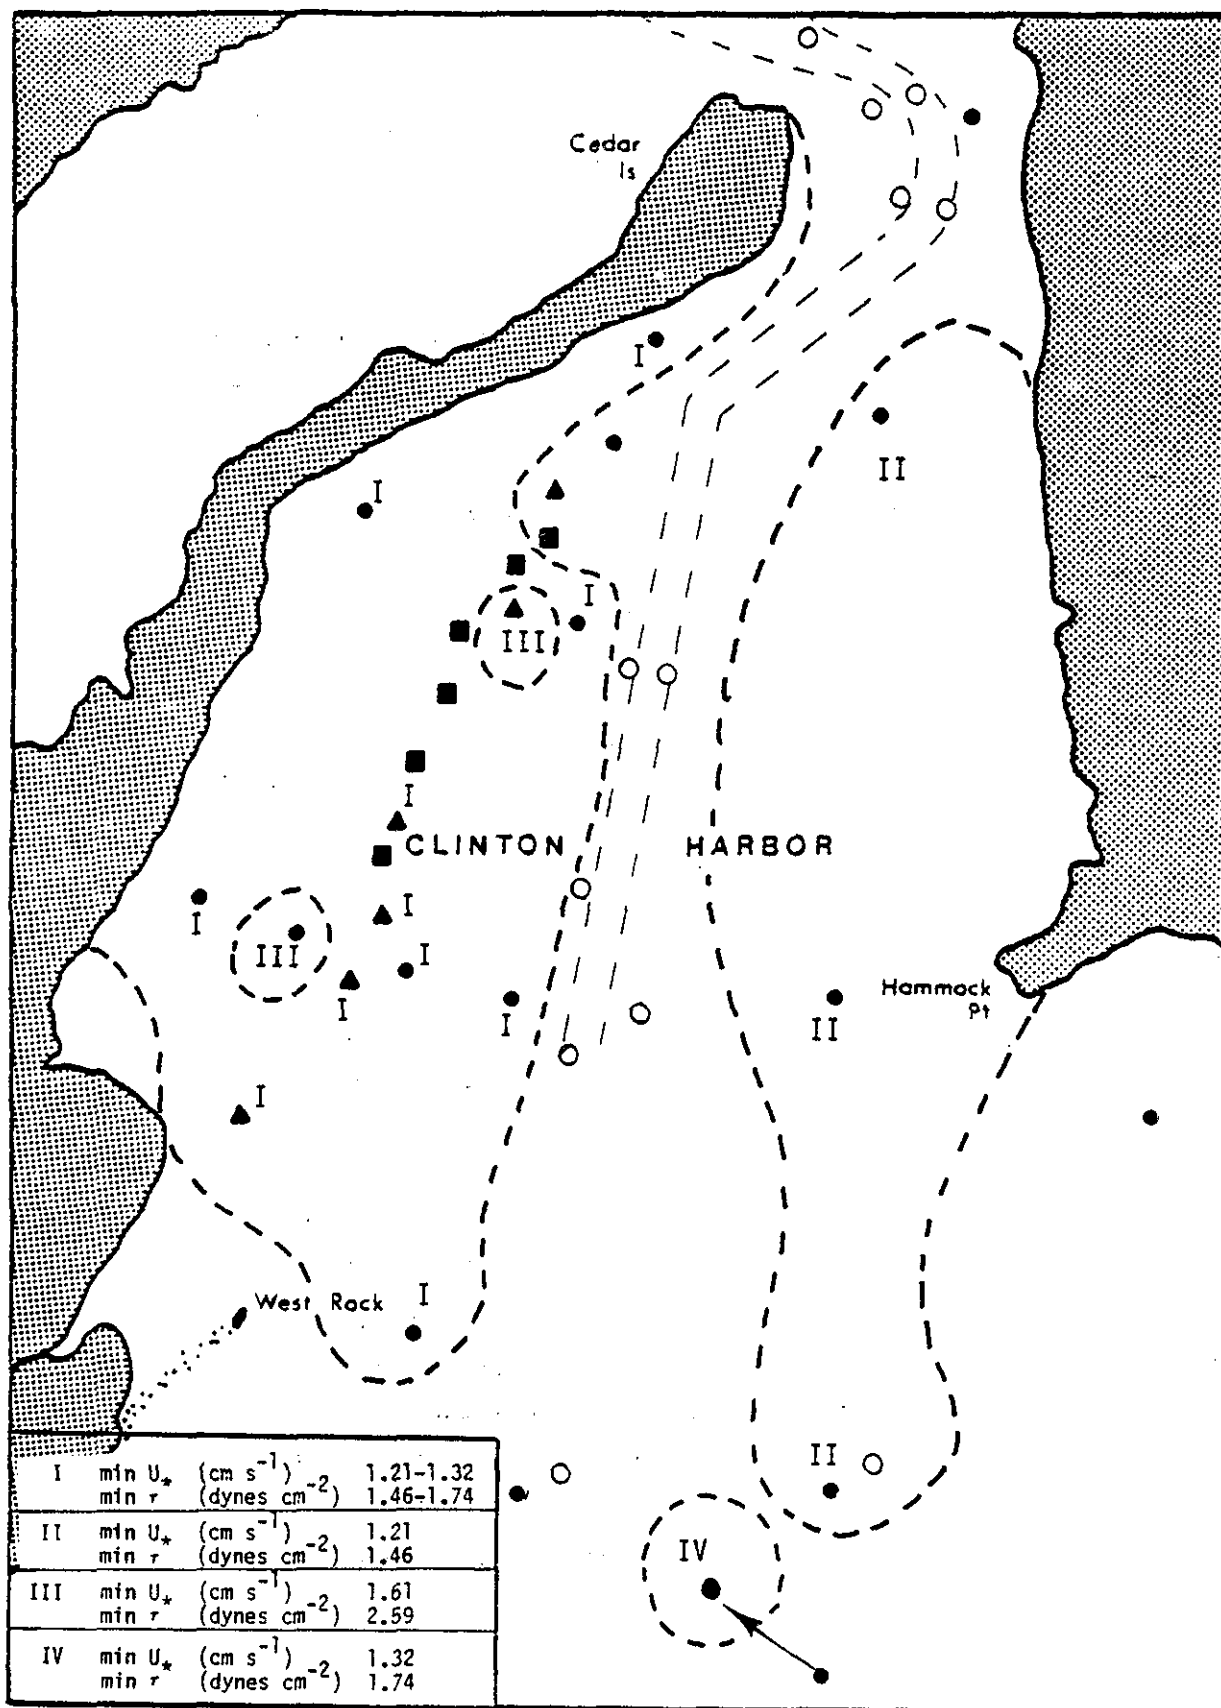 Cedar
Is
I
II
I
I
III
I
CLINTON HARBOR
I
I
III
I
I
I
II
Hammock
Pt
I
West Rock
I
II
IV
I min U* (cm s-1) 1.21-1.32
min τ (dynes cm-2) 1.46-1.74
II min U* (cm s-1) 1.21
min τ (dynes cm-2) 1.46
III min U* (cm s-1) 1.61
min τ (dynes cm-2) 2.59
IV min U* (cm s-1) 1.32
min τ (dynes cm-2) 1.74